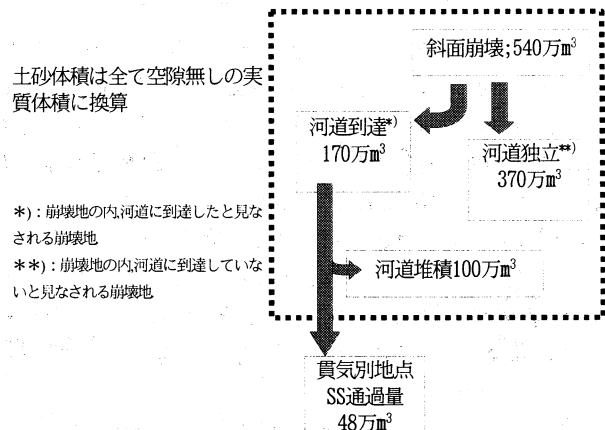 斜面崩壊;540万m³
土砂体積は全て空隙無しの実
質体積に換算
河道到達*)
170万m³
河道独立**)
370万m³
*)：崩壊地の内,河道に到達したと見な
される崩壊地
**)：崩壊地の内,河道に到達していな
いと見なされる崩壊地
河道堆積100万m³
貫気別地点
SS通過量
48万m³